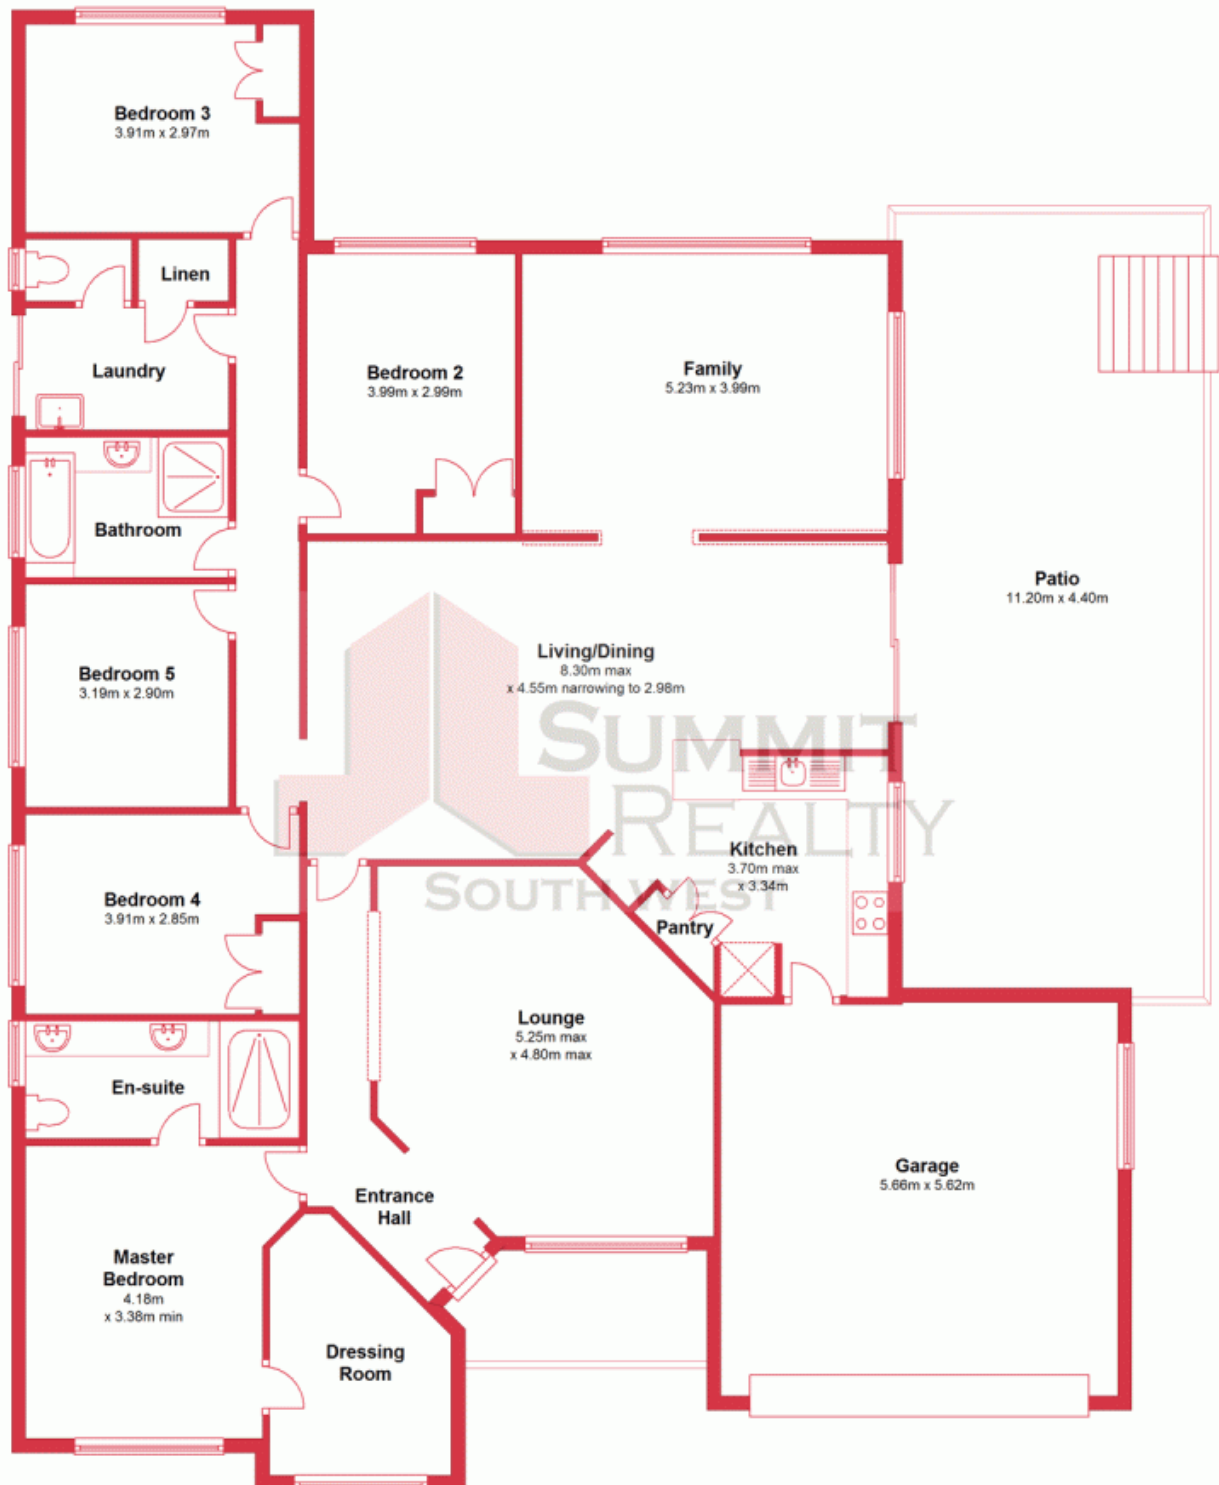 Bedroom 3
3.91m x 2.97m
Linen
Laundry
Bedroom 2
3.99m x 2.99m
Family
5.23m x 3.99m
Bathroom
Patio
11.20m x 4.40m
Living/Dining
8.30m max
x 4.55m narrowing to 2.98m
Bedroom 5
3.19m x 2.90m
SUMMIT
REALTY
SOUTH WEST
Kitchen
3.70m max
x 3.34m
Pantry
Bedroom 4
3.91m x 2.85m
Lounge
5.25m max
x 4.80m max
En-suite
Garage
5.66m x 5.62m
Entrance
Hall
Master
Bedroom
4.18m
x 3.38m min
Dressing
Room